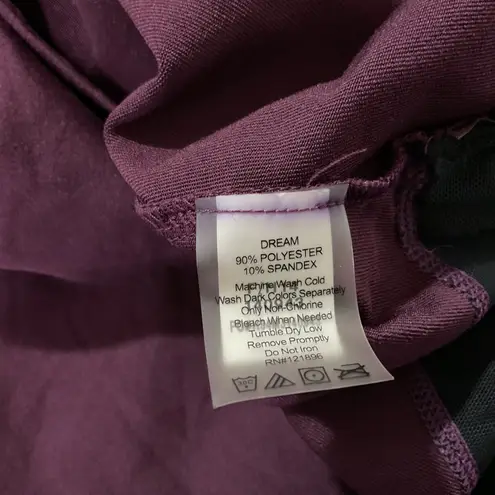 DREAM
90% POLYESTER
10% SPANDEX
Machine Wash Cold
Wash Dark Colors Separately
Only Non-Chlorine
Bleach When Needed
Tumble Dry Low
Remove Promptly
Do Not Iron
RN#121896